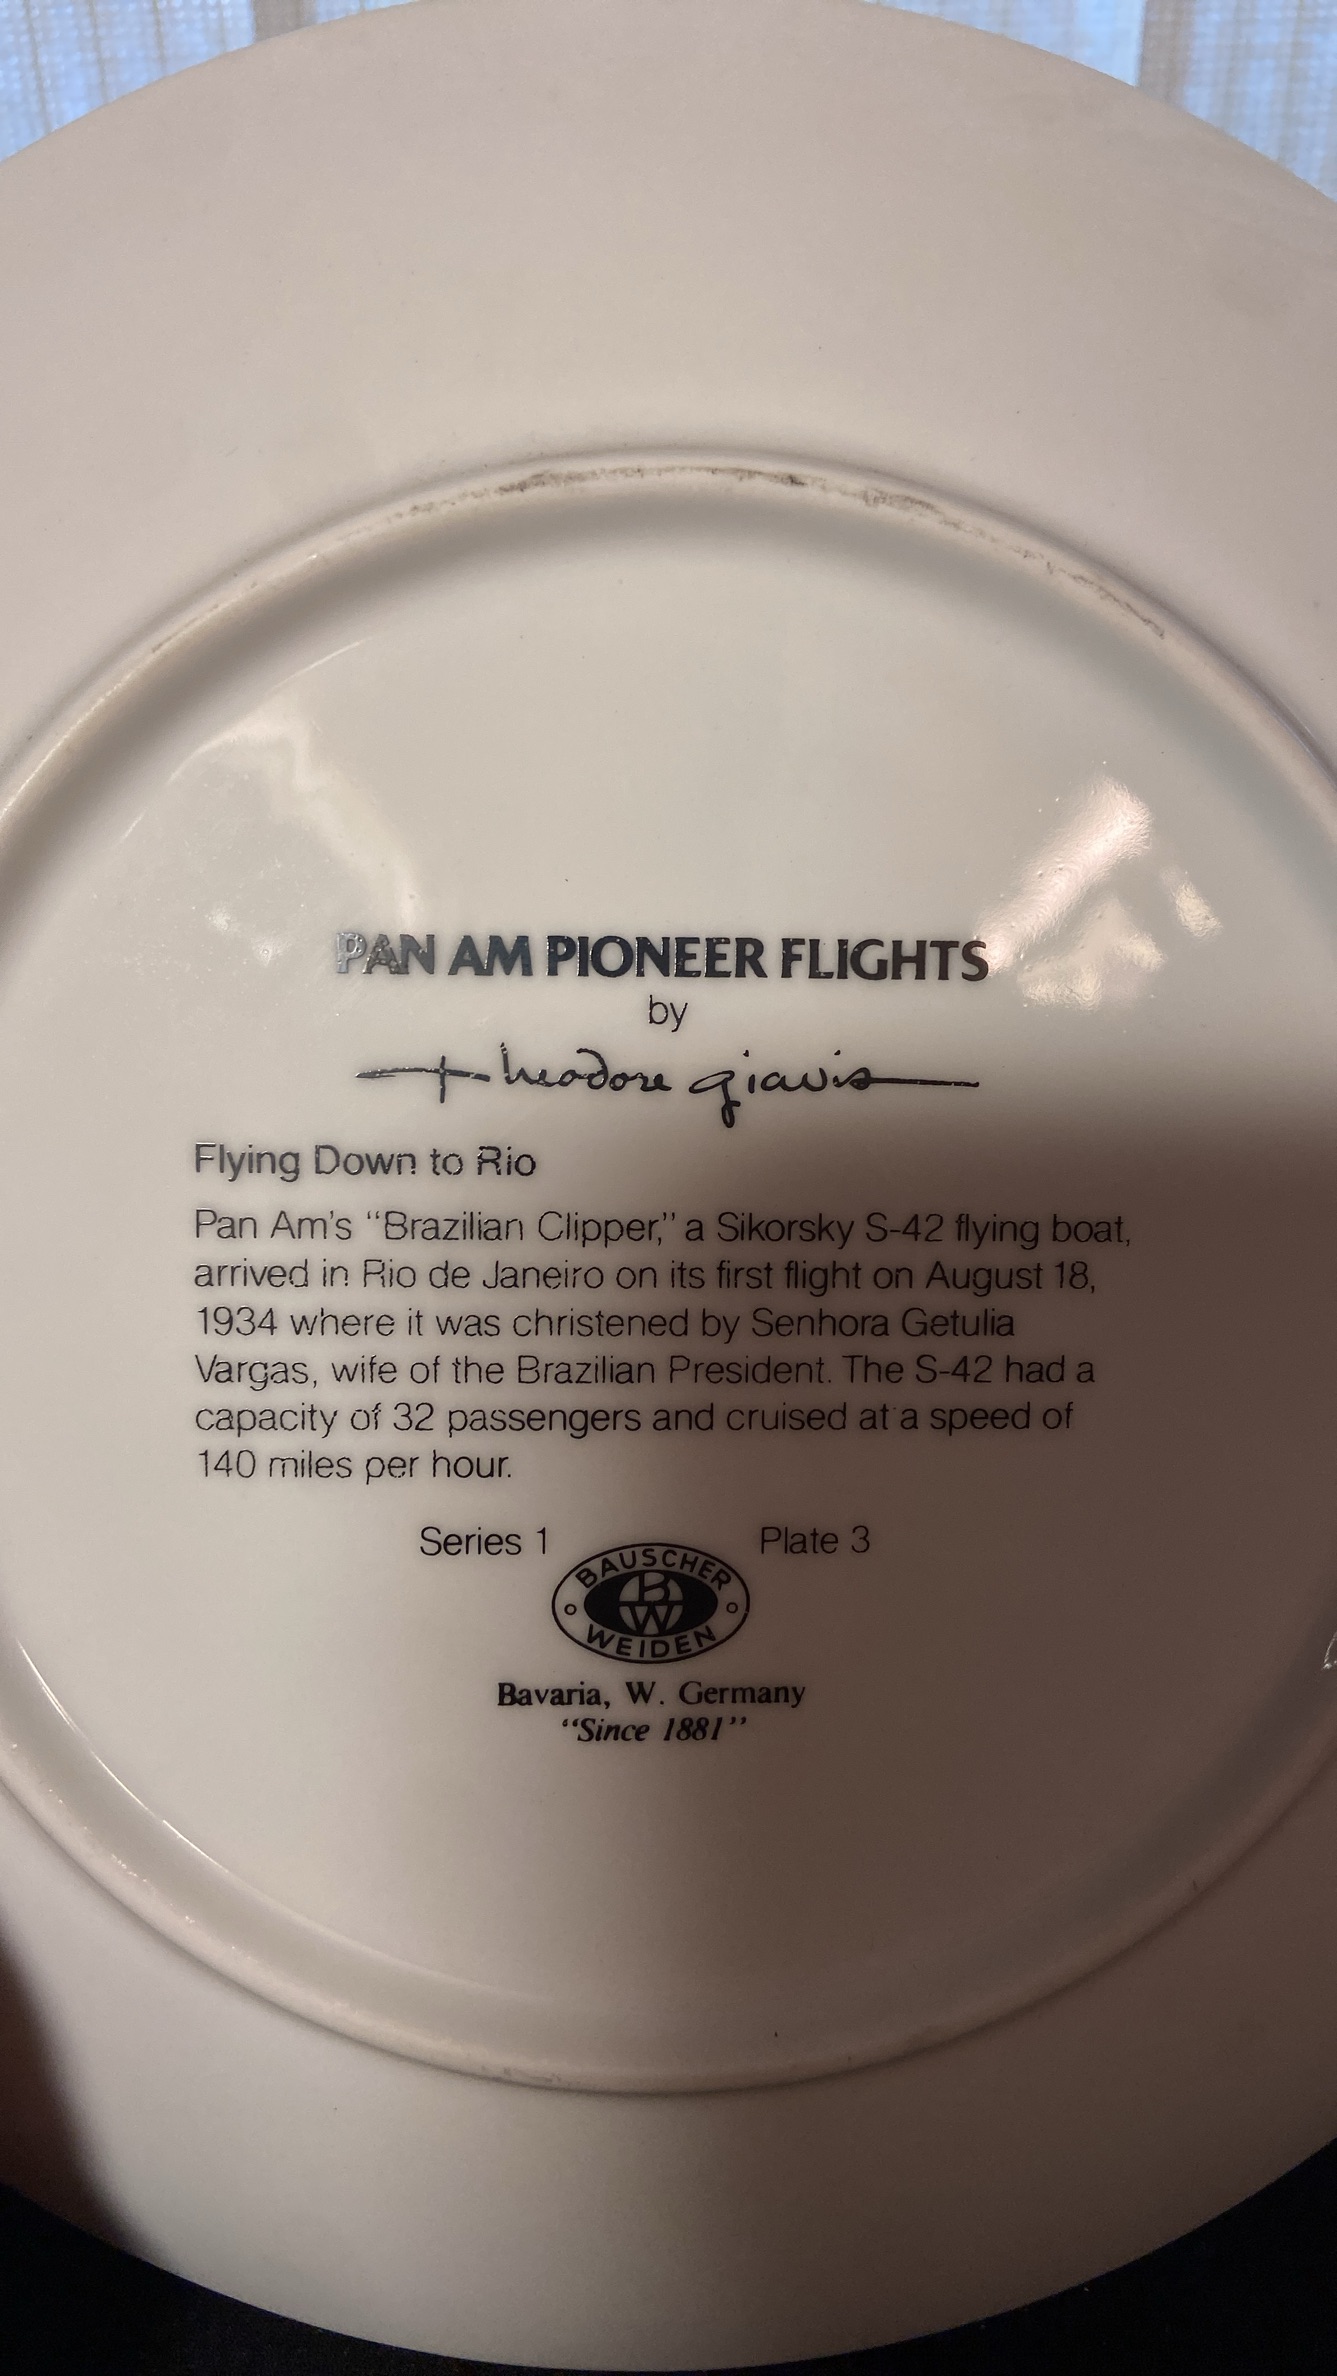 PAN AM PIONEER FLIGHTS
by
theodore giavis
Flying Down to Rio
Pan Am's “Brazilian Clipper,” a Sikorsky S-42 flying boat,
arrived in Rio de Janeiro on its first flight on August 18,
1934 where it was christened by Senhora Getulia
Vargas, wife of the Brazilian President. The S-42 had a
capacity of 32 passengers and cruised at a speed of
140 miles per hour.
Series 1 Plate 3
BAUSCHER
BW
WEIDEN
Bavaria, W. Germany
“Since 1881”